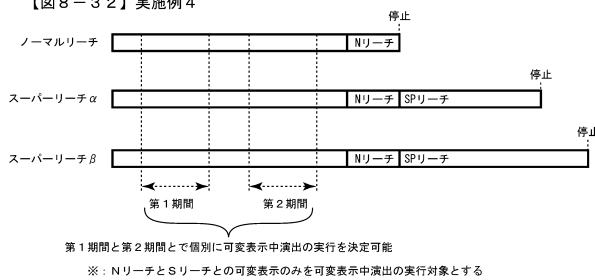 【図８－３２】実施例４
停止
ノーマルリーチ
Nリーチ
停止
スーパーリーチα
Nリーチ SPリーチ
停止
スーパーリーチβ
Nリーチ SPリーチ
第１期間 第２期間
第１期間と第２期間とで個別に可変表示中演出の実行を決定可能
※：ＮリーチとＳリーチとの可変表示のみを可変表示中演出の実行対象とする